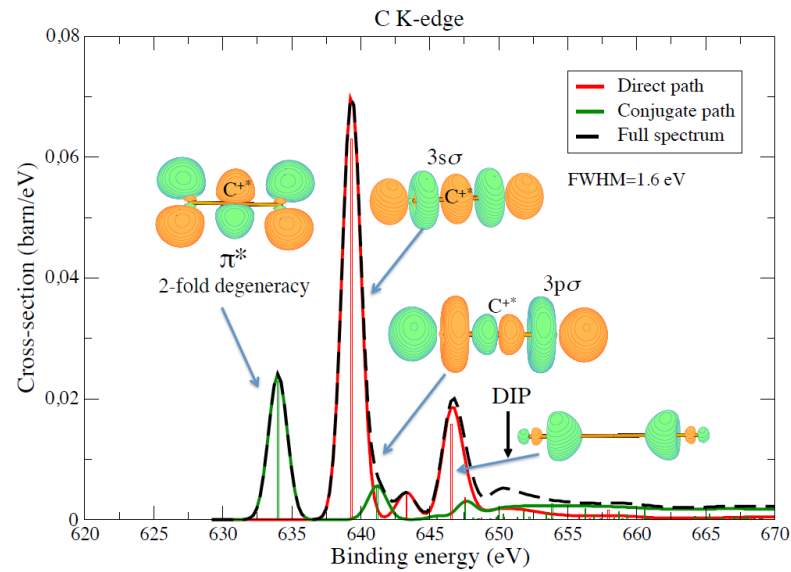 C K-edge
0,08
0,06
0,04
0,02
0
Cross-section (barn/eV)
Direct path
Conjugate path
Full spectrum
FWHM=1.6 eV
C+*
π*
2-fold degeneracy
3sσ
C+*
3pσ
C+*
DIP
620 625 630 635 640 645 650 655 660 665 670
Binding energy (eV)